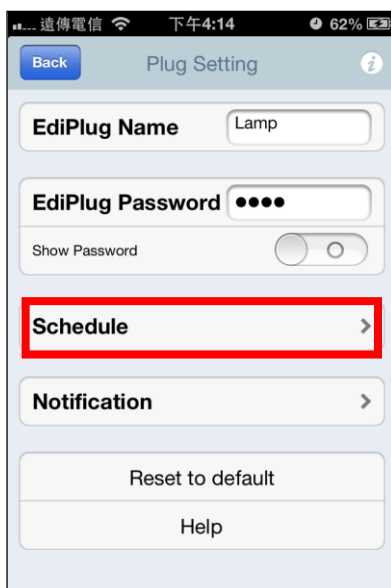 遠傳電信 下午4:14 62%
Back Plug Setting i
EdiPlug Name Lamp
EdiPlug Password ●●●●
Show Password
Schedule
Notification
Reset to default
Help